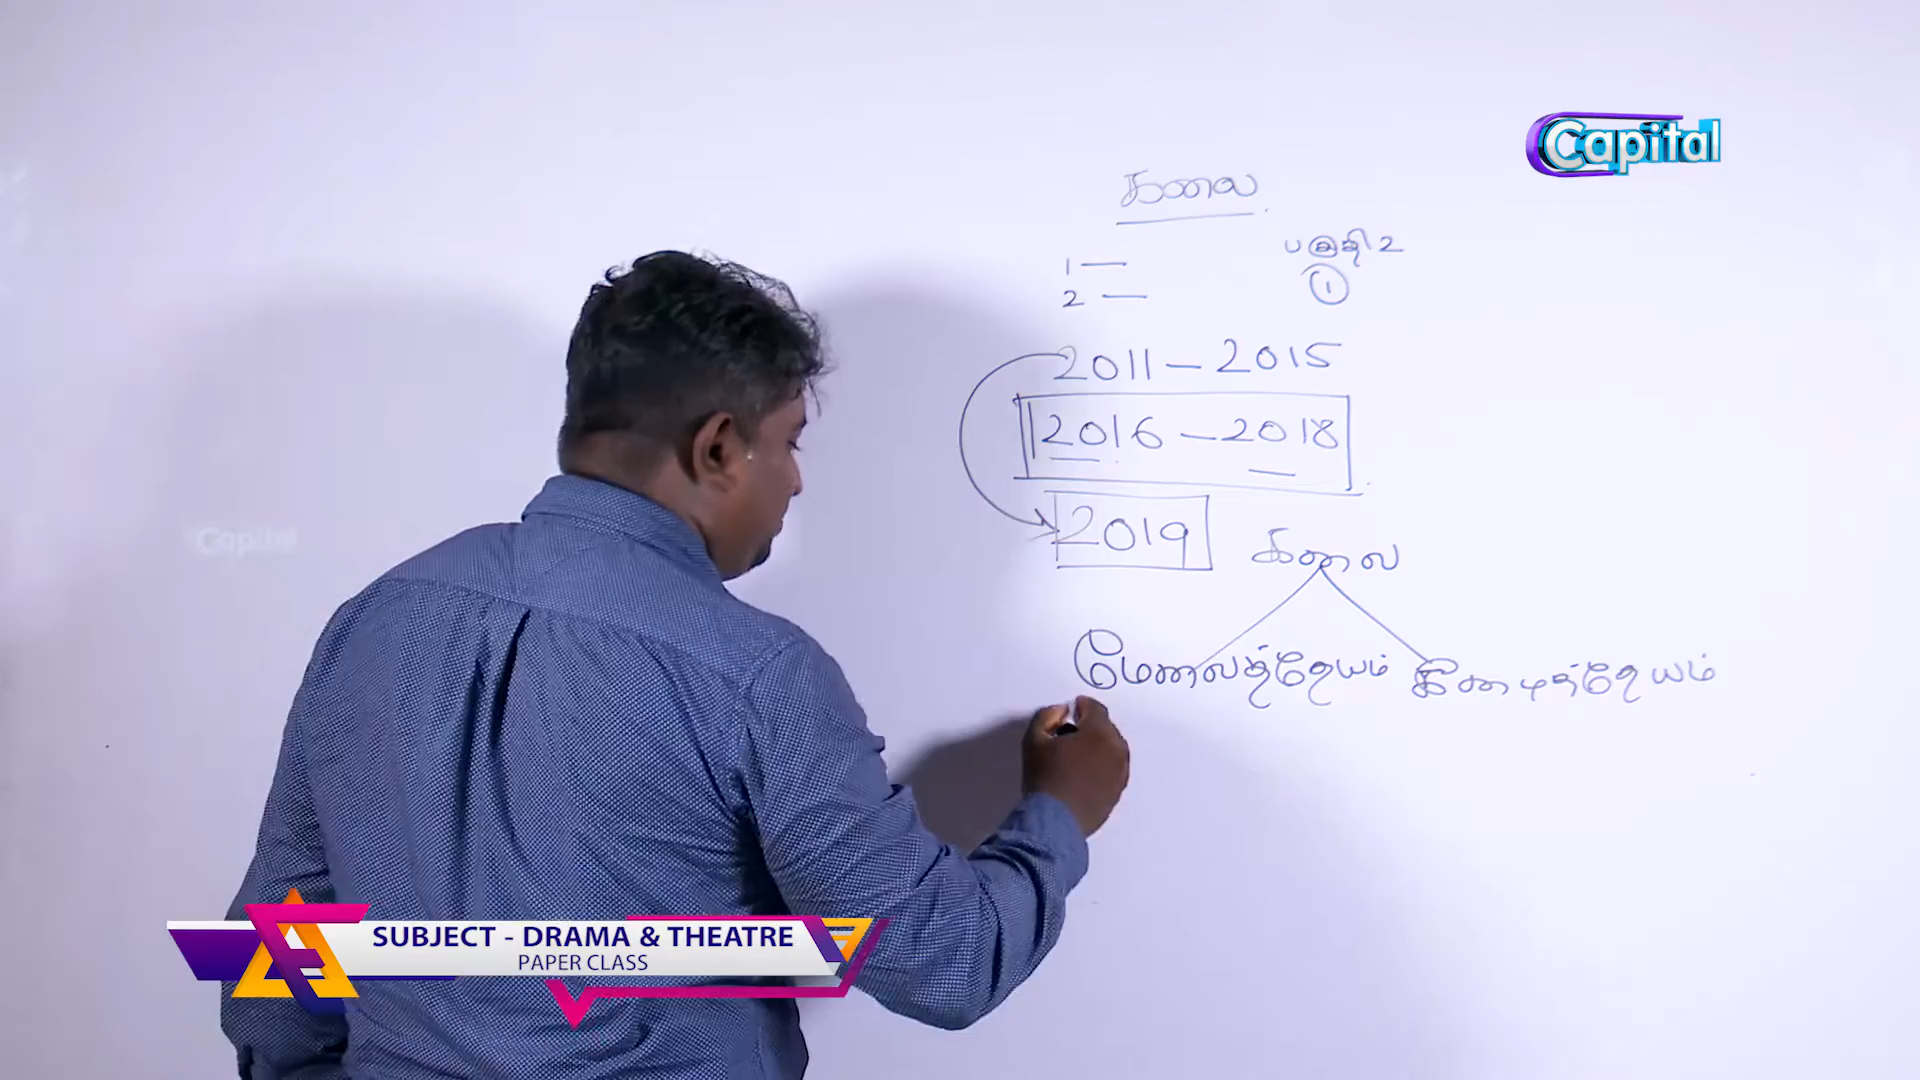 Capital
கலை
பகுதி 2
1 —
2 —
1
2011 – 2015
2016 – 2018
2019
கலை
மேலைத்தேயம் கீழைத்தேயம்
Capital
SUBJECT - DRAMA & THEATRE
PAPER CLASS